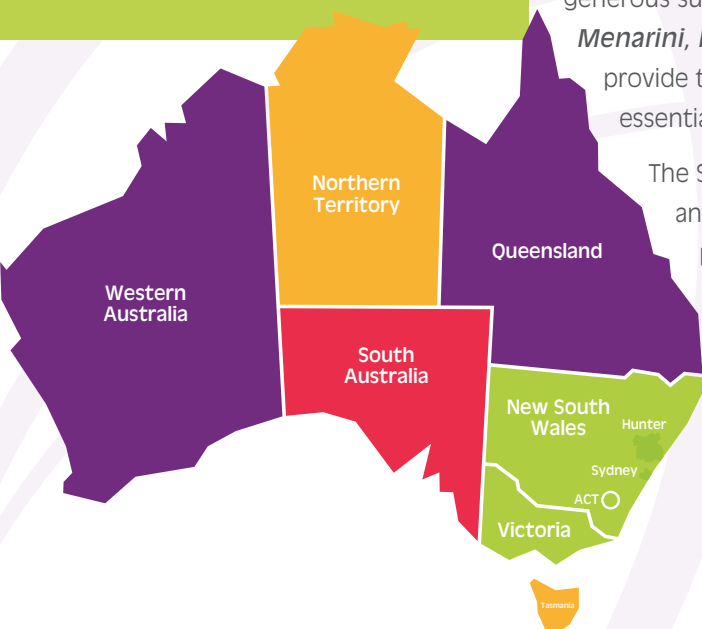 generous
Menarini,
provide
essentia
The
an
Northern
Territory
Queensland
Western
Australia
South
Australia
New South
Wales
Hunter
Sydney
ACT
Victoria
Tasmania